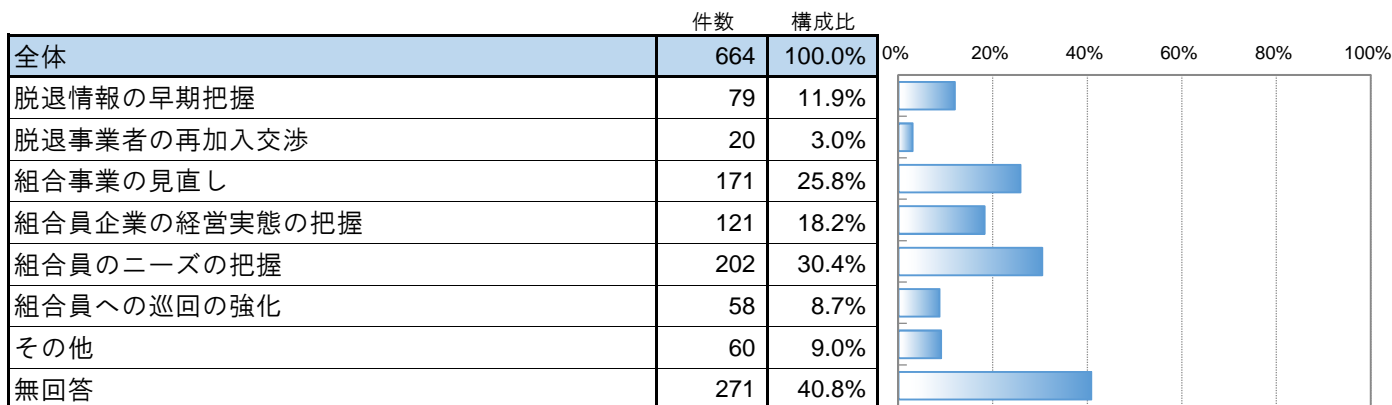 件数 構成比
全体 664 100.0% 0% 20% 40% 60% 80% 100%
脱退情報の早期把握 79 11.9%
脱退事業者の再加入交渉 20 3.0%
組合事業の見直し 171 25.8%
組合員企業の経営実態の把握 121 18.2%
組合員のニーズの把握 202 30.4%
組合員への巡回の強化 58 8.7%
その他 60 9.0%
無回答 271 40.8%